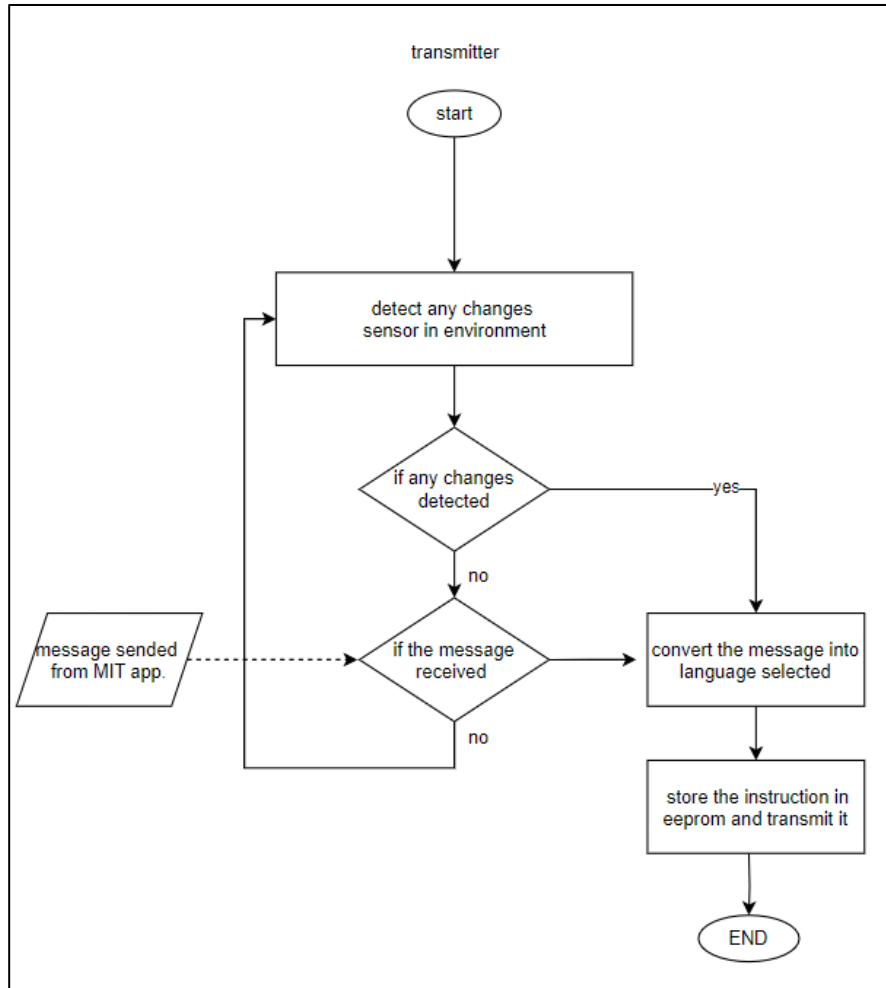 transmitter
start
detect any changes
sensor in environment
if any changes
detected
yes
no
message sended
from MIT app.
if the message
received
convert the message into
language selected
no
store the instruction in
eeprom and transmit it
END